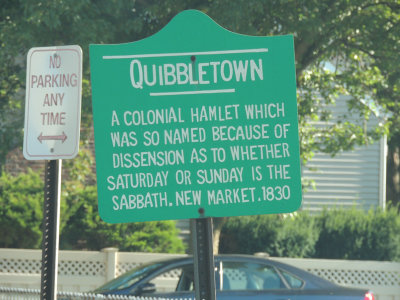 NO
PARKING
ANY
TIME
QUIBBLETOWN
A COLONIAL HAMLET WHICH
WAS SO NAMED BECAUSE OF
DISSENSION AS TO WHETHER
SATURDAY OR SUNDAY IS THE
SABBATH. NEW MARKET. 1830